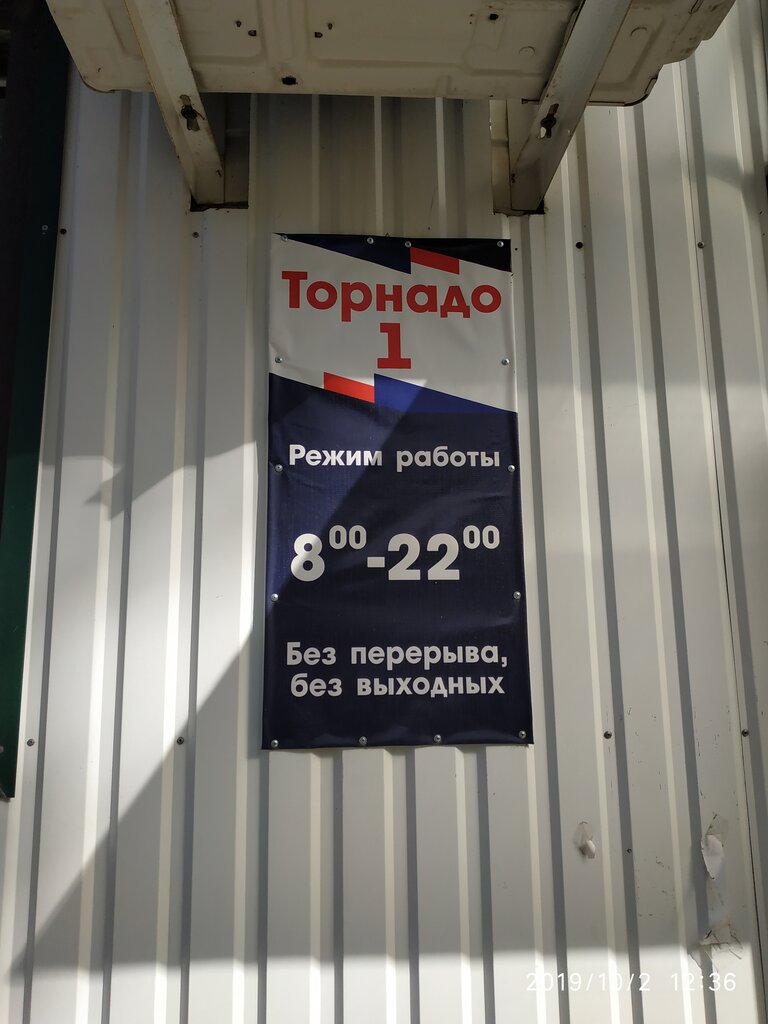 Торнадо
1
Режим работы
8⁰⁰-22⁰⁰
Без перерыва,
без выходных
2019/10/2 12:36